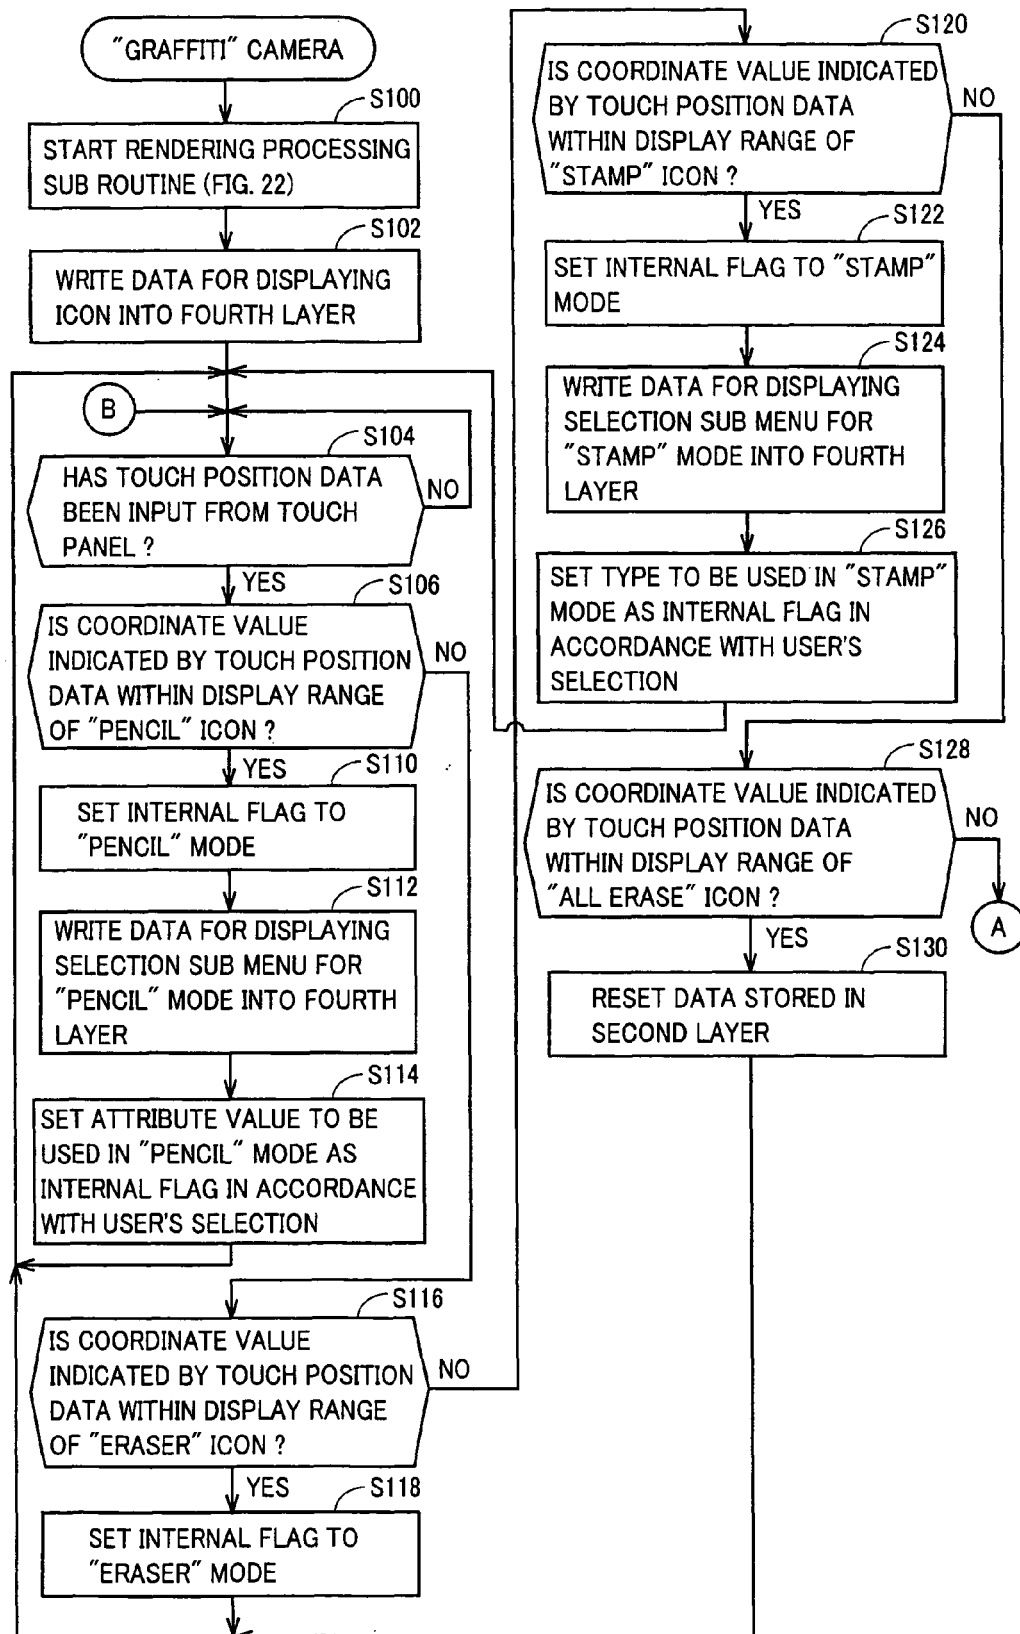 "GRAFFITI" CAMERA
S100
START RENDERING PROCESSING
SUB ROUTINE (FIG. 22)
S102
WRITE DATA FOR DISPLAYING
ICON INTO FOURTH LAYER
B
S104
HAS TOUCH POSITION DATA
BEEN INPUT FROM TOUCH
PANEL ?
NO
YES
S106
IS COORDINATE VALUE
INDICATED BY TOUCH POSITION
DATA WITHIN DISPLAY RANGE
OF "PENCIL" ICON ?
NO
YES
S110
SET INTERNAL FLAG TO
"PENCIL" MODE
S112
WRITE DATA FOR DISPLAYING
SELECTION SUB MENU FOR
"PENCIL" MODE INTO FOURTH
LAYER
S114
SET ATTRIBUTE VALUE TO BE
USED IN "PENCIL" MODE AS
INTERNAL FLAG IN ACCORDANCE
WITH USER'S SELECTION
S116
IS COORDINATE VALUE
INDICATED BY TOUCH POSITION
DATA WITHIN DISPLAY RANGE
OF "ERASER" ICON ?
NO
YES
S118
SET INTERNAL FLAG TO
"ERASER" MODE
S120
IS COORDINATE VALUE INDICATED
BY TOUCH POSITION DATA
WITHIN DISPLAY RANGE OF
"STAMP" ICON ?
NO
YES
S122
SET INTERNAL FLAG TO "STAMP"
MODE
S124
WRITE DATA FOR DISPLAYING
SELECTION SUB MENU FOR
"STAMP" MODE INTO FOURTH
LAYER
S126
SET TYPE TO BE USED IN "STAMP"
MODE AS INTERNAL FLAG IN
ACCORDANCE WITH USER'S
SELECTION
S128
IS COORDINATE VALUE INDICATED
BY TOUCH POSITION DATA
WITHIN DISPLAY RANGE OF
"ALL ERASE" ICON ?
NO
A
YES
S130
RESET DATA STORED IN
SECOND LAYER